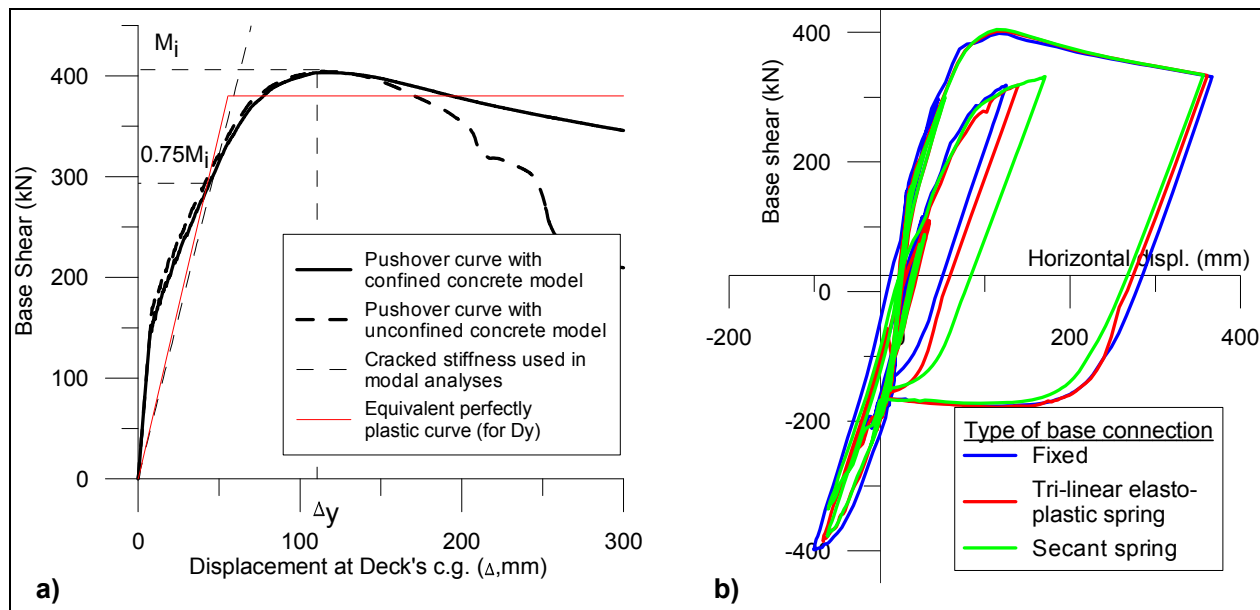 M_i
0.75M_i
Base Shear (kN)
400
300
200
100
0
Pushover curve with
confined concrete model
Pushover curve with
unconfined concrete model
Cracked stiffness used in
modal analyses
Equivalent perfectly
plastic curve (for Dy)
Δy
0
100
200
300
Displacement at Deck's c.g. (Δ,mm)
a)
b)
Base shear (kN)
400
200
0
-200
-400
Horizontal displ. (mm)
-200
0
200
400
Type of base connection
Fixed
Tri-linear elasto-
plastic spring
Secant spring